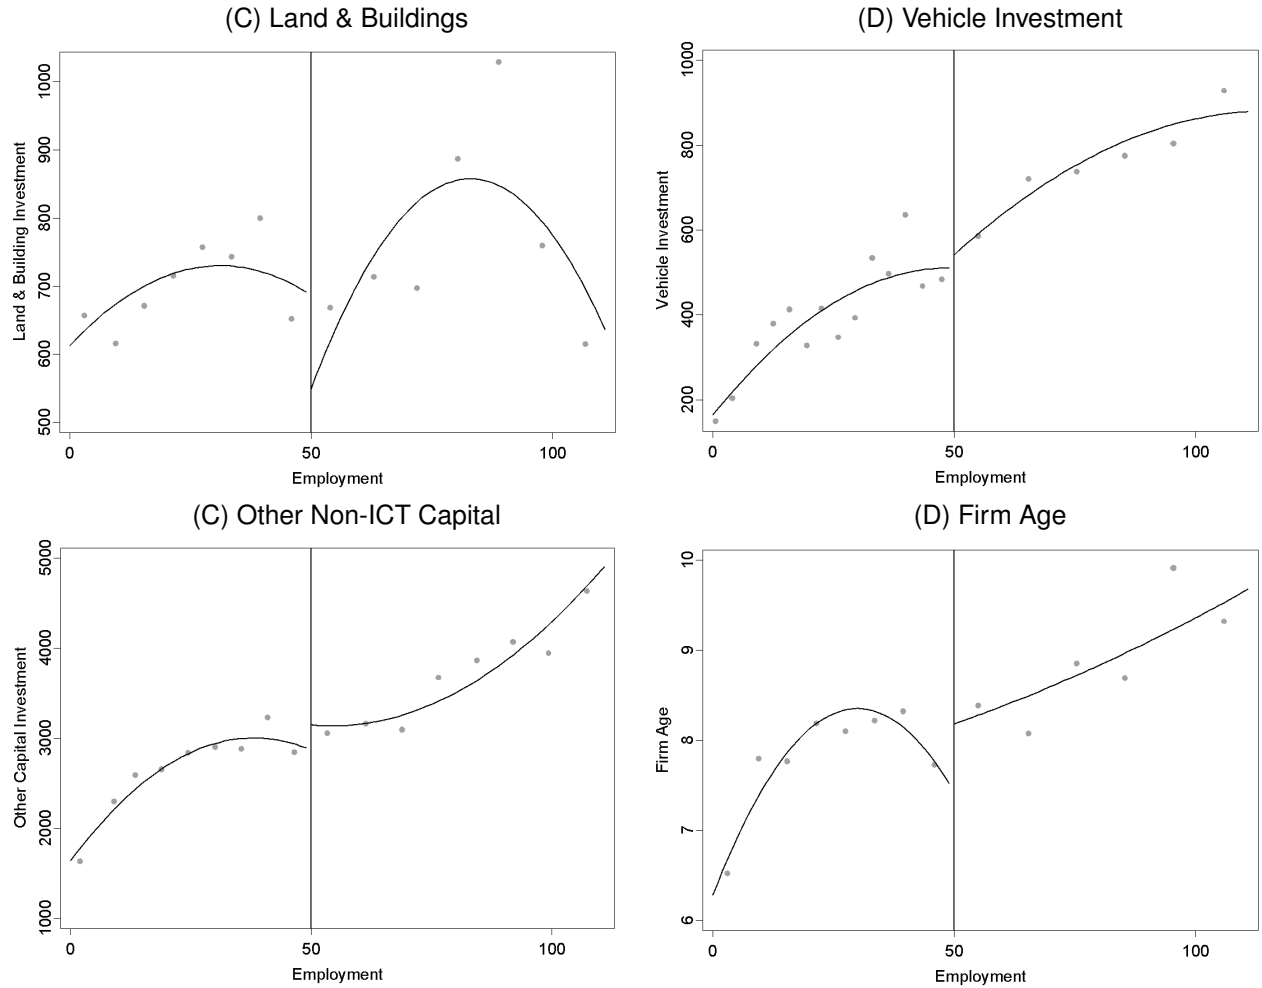 (C) Land & Buildings
Land & Building Investment
1000
900
800
700
600
500
0 50 100
Employment
(D) Vehicle Investment
Vehicle Investment
1000
800
600
400
200
0 50 100
Employment
(C) Other Non-ICT Capital
Other Capital Investment
5000
4000
3000
2000
1000
0 50 100
Employment
(D) Firm Age
Firm Age
10
9
8
7
6
0 50 100
Employment